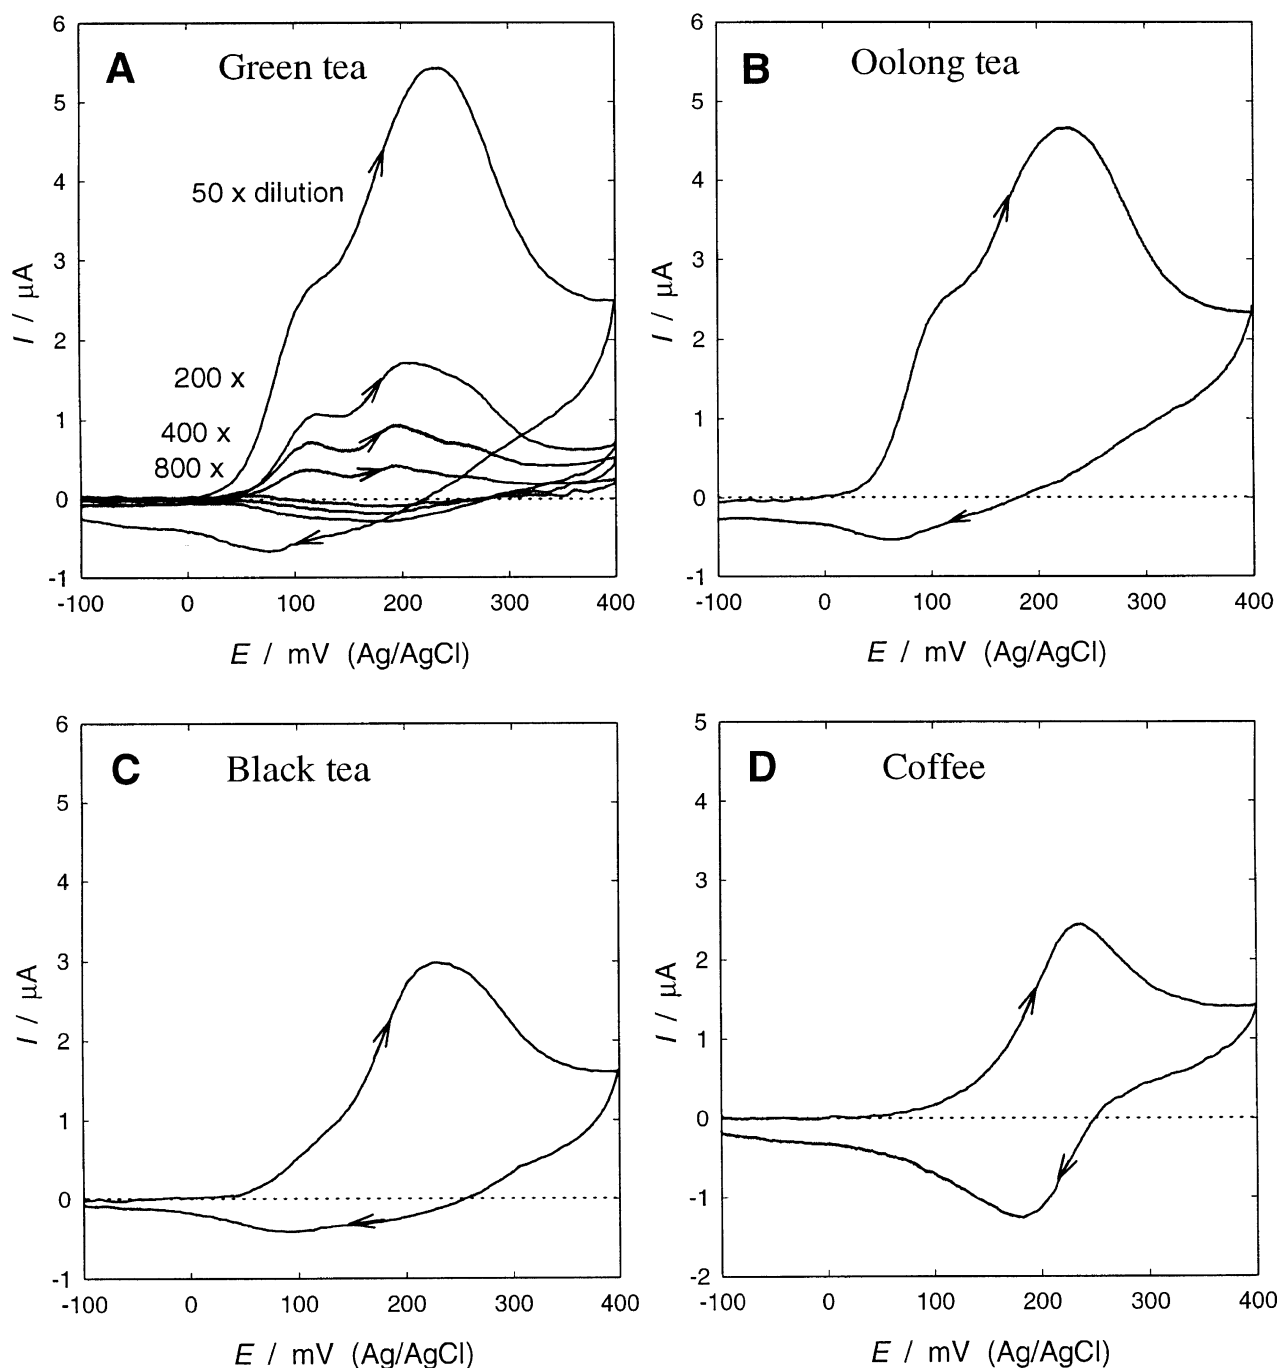 A Green tea
6
5
4
3
2
1
0
-1
I / μA
50 x dilution
200 x
400 x
800 x
-100 0 100 200 300 400
E / mV (Ag/AgCl)
B Oolong tea
6
5
4
3
2
1
0
-1
I / μA
-100 0 100 200 300 400
E / mV (Ag/AgCl)
C Black tea
6
5
4
3
2
1
0
-1
I / μA
-100 0 100 200 300 400
E / mV (Ag/AgCl)
D Coffee
5
4
3
2
1
0
-1
-2
I / μA
-100 0 100 200 300 400
E / mV (Ag/AgCl)